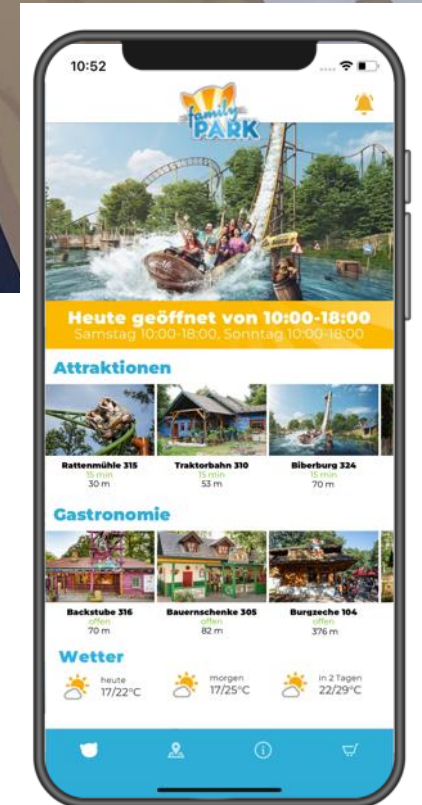 10:52
family
PARK
Heute geöffnet von 10:00-18:00
Samstag 10:00-18:00, Sonntag 10:00-18:00
Attraktionen
Rattenmühle 315
15 min
30 m
Traktorbahn 310
15 min
53 m
Biberburg 324
15 min
70 m
Gastronomie
Backstube 316
offen
70 m
Bauernschenke 305
offen
82 m
Burgzeche 104
offen
376 m
Wetter
heute
17/22°C
morgen
17/25°C
in 2 Tagen
22/29°C